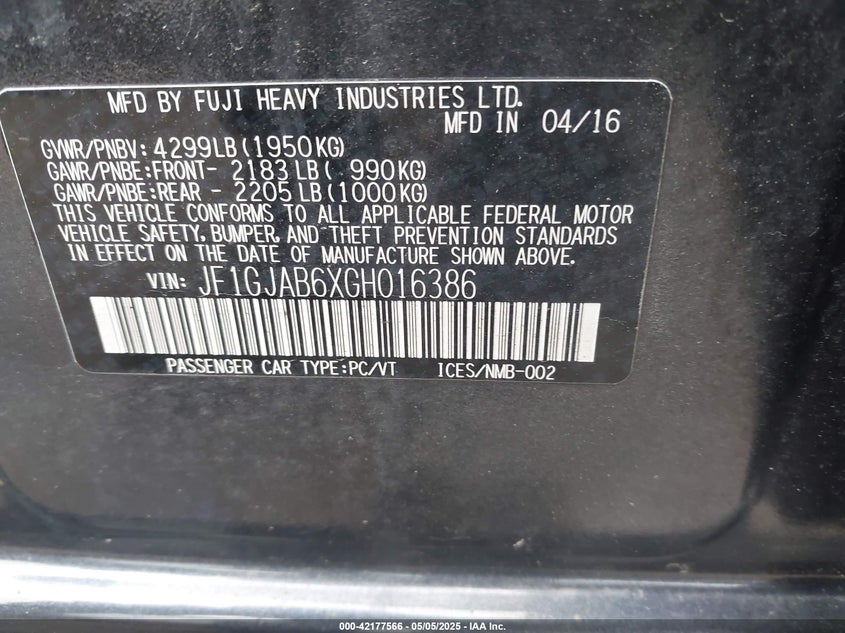 MFD BY FUJI HEAVY INDUSTRIES LTD.
MFD IN 04/16
GVWR/PNBV: 4299LB(1950KG)
GAWR/PNBE:FRONT- 2183LB( 990KG)
GAWR/PNBE:REAR - 2205LB(1000KG)
THIS VEHICLE CONFORMS TO ALL APPLICABLE FEDERAL MOTOR
VEHICLE SAFETY, BUMPER, AND THEFT PREVENTION STANDARDS
IN EFFECT ON THE DATE OF MANUFACTURE SHOWN ABOVE.
VIN: JF1GJAB6XGH016386
PASSENGER CAR TYPE:PC/VT ICES/NMB-002
000-42177566 - 05/05/2025 - IAA Inc.